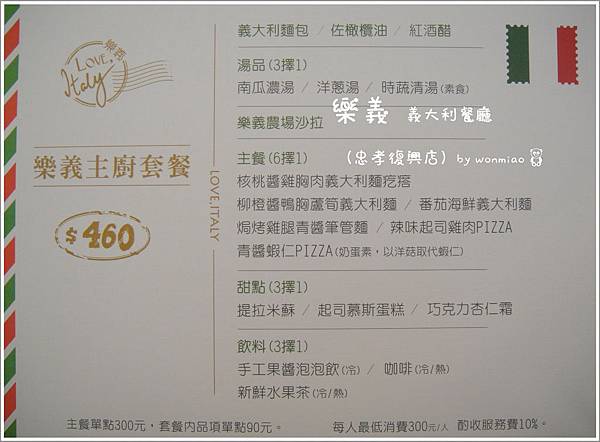 樂義
LOVE,
Italy
樂義主廚套餐
$460
LOVE,ITALY
義大利麵包 / 佐橄欖油 / 紅酒醋
湯品(3擇1)
南瓜濃湯 / 洋蔥湯 / 時蔬清湯(素食)
樂義農場沙拉
樂義 義大利餐廳
(忠孝復興店) by wonmiao
主餐(6擇1)
核桃醬雞胸肉義大利麵疙瘩
柳橙醬鴨胸蘆筍義大利麵 / 番茄海鮮義大利麵
焗烤雞腿青醬筆管麵 / 辣味起司雞肉PIZZA
青醬蝦仁PIZZA(奶蛋素，以洋菇取代蝦仁)
甜點(3擇1)
提拉米蘇 / 起司慕斯蛋糕 / 巧克力杏仁霜
飲料(3擇1)
手工果醬泡泡飲(冷) / 咖啡(冷/熱)
新鮮水果茶(冷/熱)
主餐單點300元，套餐內品項單點90元。
每人最低消費300元/人 酌收服務費10%。